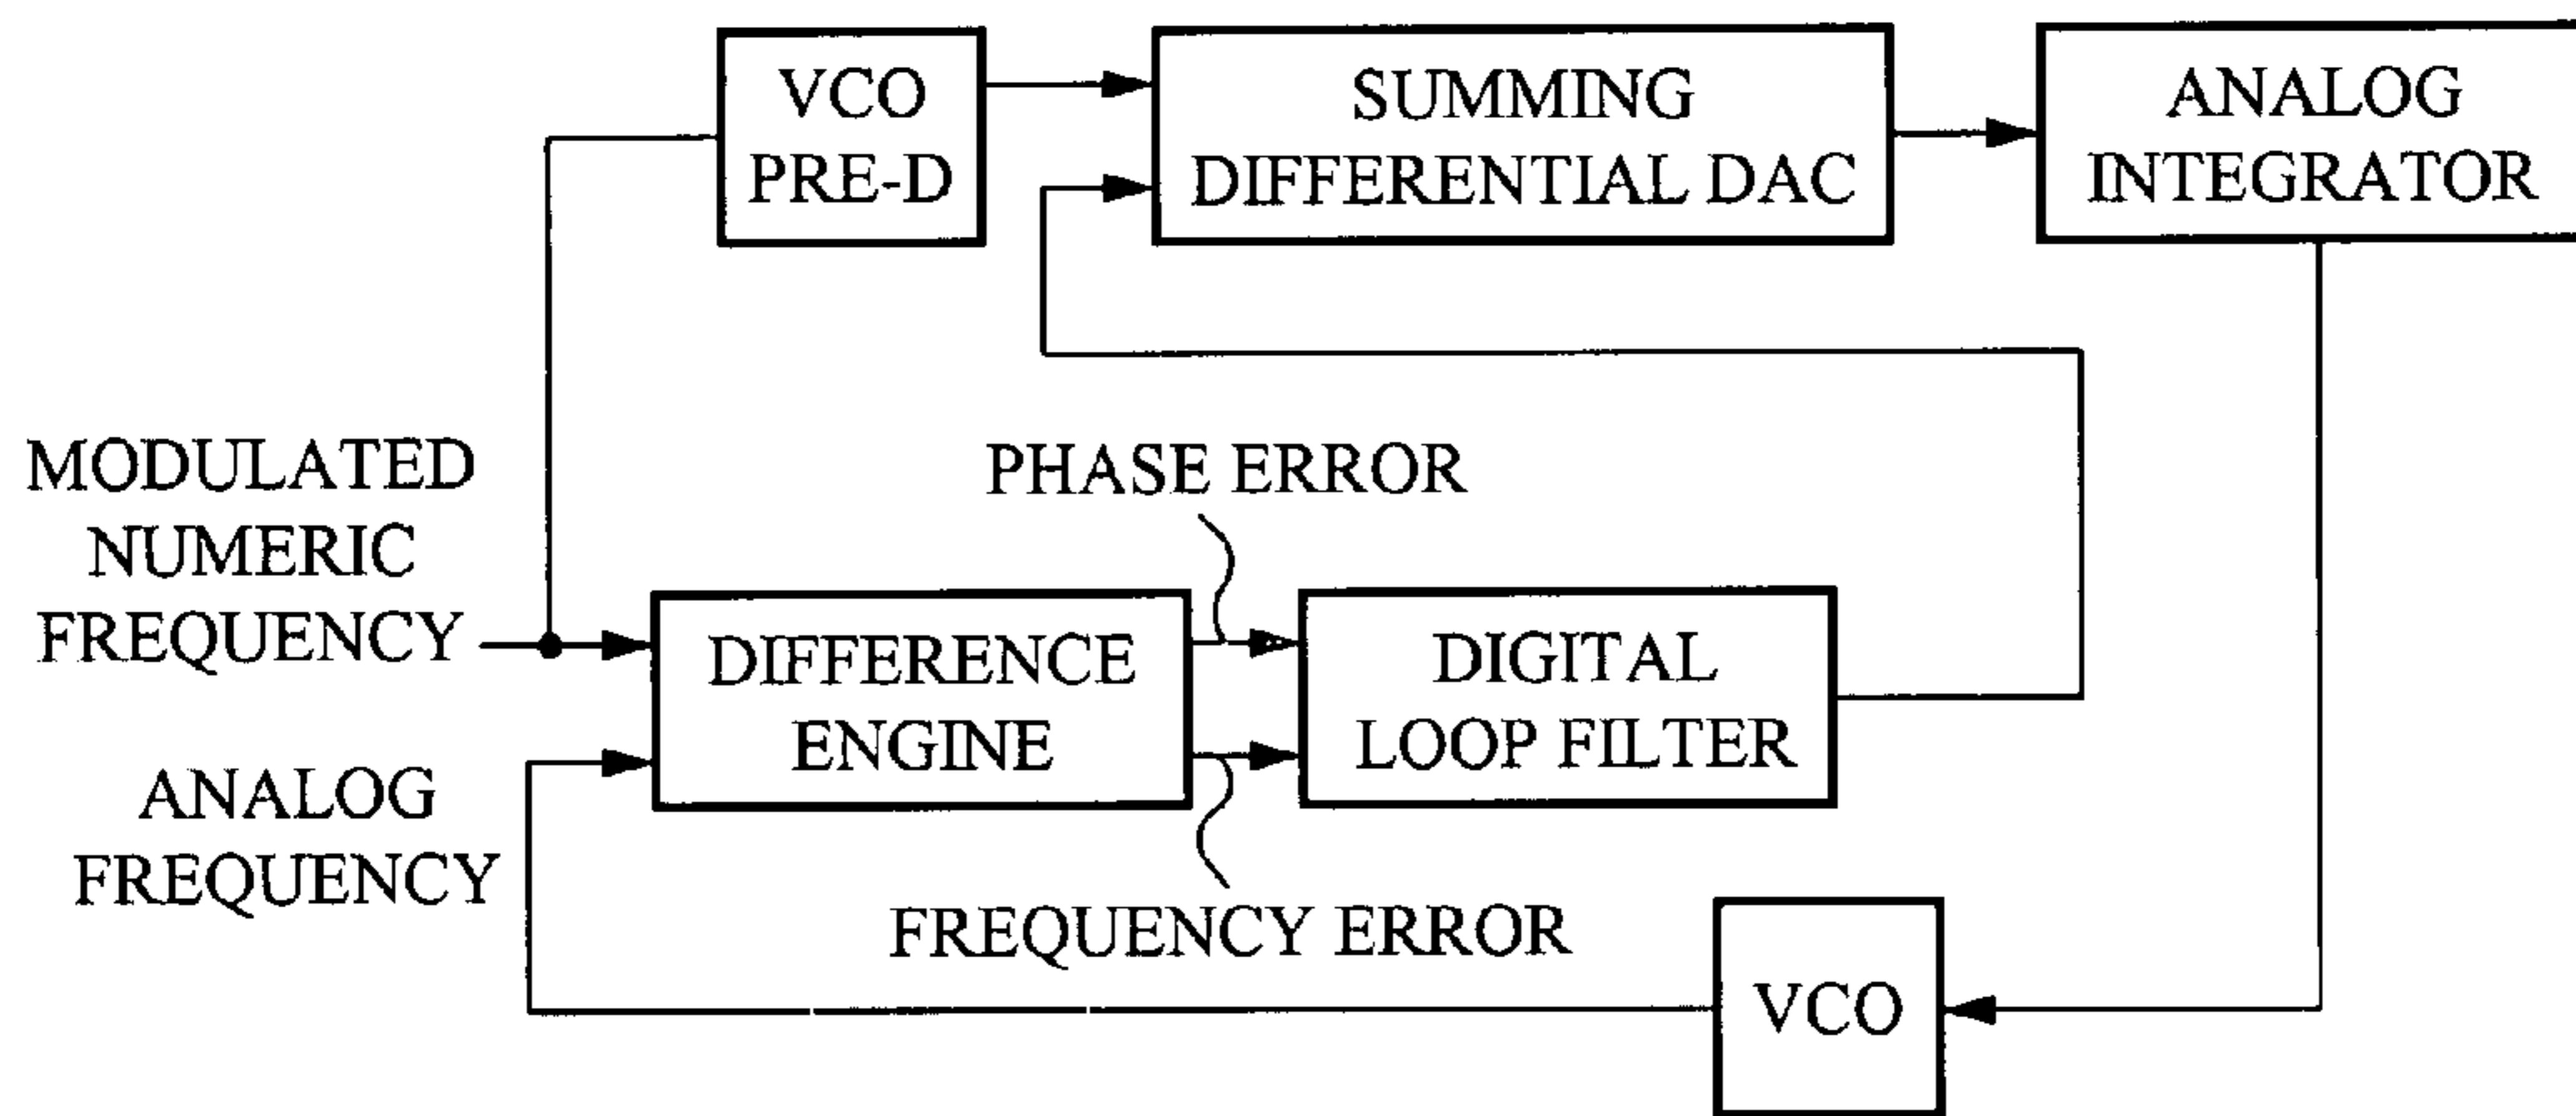 VCO
PRE-D
SUMMING
DIFFERENTIAL DAC
ANALOG
INTEGRATOR
MODULATED
NUMERIC
FREQUENCY
PHASE ERROR
DIFFERENCE
ENGINE
DIGITAL
LOOP FILTER
ANALOG
FREQUENCY
FREQUENCY ERROR
VCO